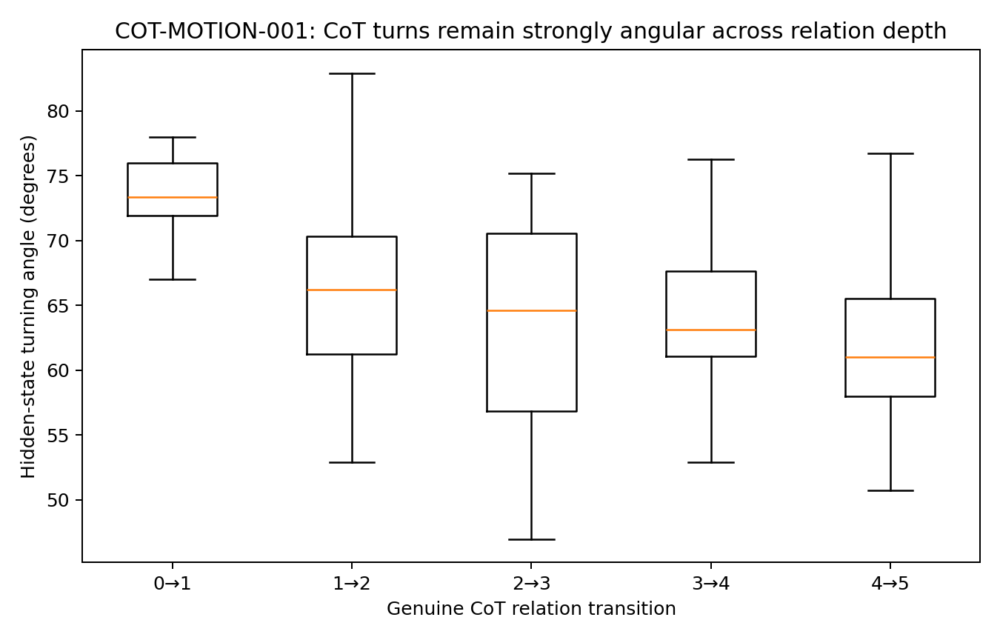 COT-MOTION-001: CoT turns remain strongly angular across relation depth
Hidden-state turning angle (degrees)
80
75
70
65
60
55
50
0→1 1→2 2→3 3→4 4→5
Genuine CoT relation transition